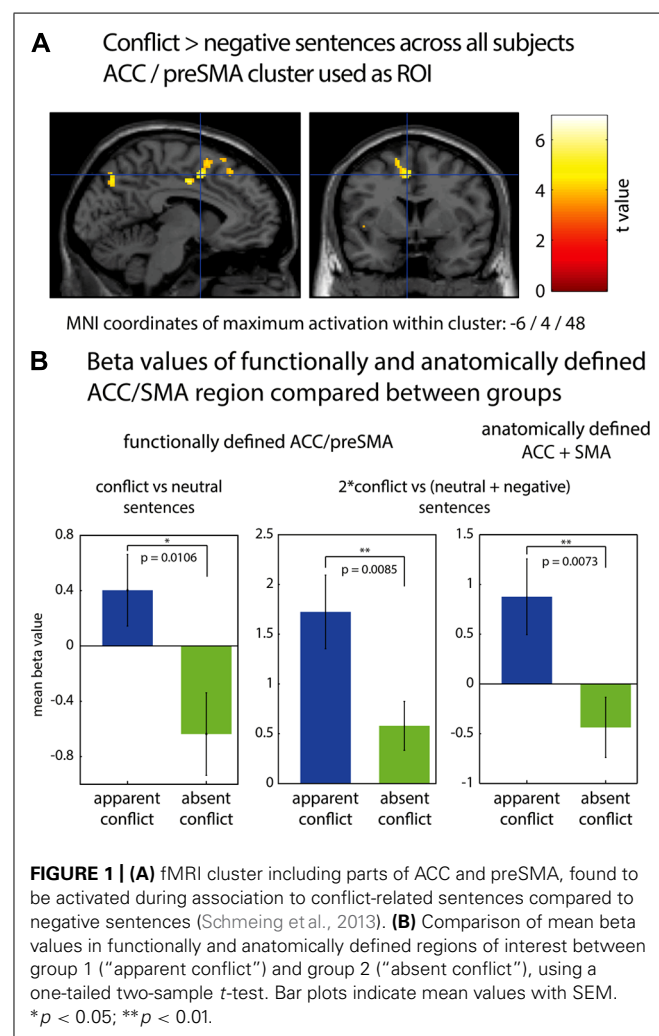 A
Conflict > negative sentences across all subjects
ACC / preSMA cluster used as ROI
6
4
2
0
t value
MNI coordinates of maximum activation within cluster: -6 / 4 / 48
B
Beta values of functionally and anatomically defined
ACC/SMA region compared between groups
functionally defined ACC/preSMA
anatomically defined
ACC + SMA
conflict vs neutral
sentences
2*conflict vs (neutral + negative)
sentences
mean beta value
0.8
0.4
0
-0.4
-0.8
*
p = 0.0106
apparent
conflict
absent
conflict
2.5
2
1.5
1
0.5
0
**
p = 0.0085
apparent
conflict
absent
conflict
1.5
1
0.5
0
-0.5
-1
**
p = 0.0073
apparent
conflict
absent
conflict
FIGURE 1 | (A) fMRI cluster including parts of ACC and preSMA, found to
be activated during association to conflict-related sentences compared to
negative sentences (Schmeing et al., 2013). (B) Comparison of mean beta
values in functionally and anatomically defined regions of interest between
group 1 (“apparent conflict”) and group 2 (“absent conflict”), using a
one-tailed two-sample t-test. Bar plots indicate mean values with SEM.
*p < 0.05; **p < 0.01.